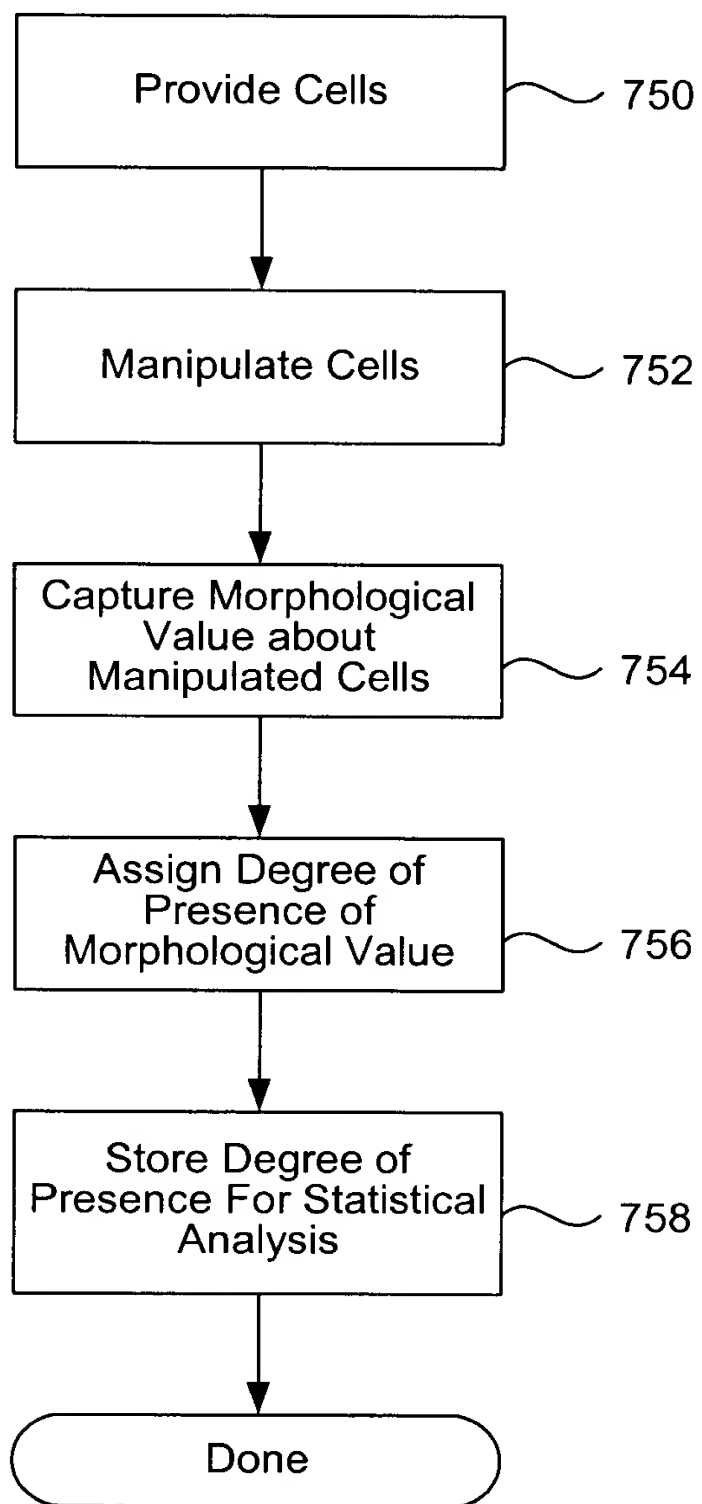 Provide Cells
750
Manipulate Cells
752
Capture Morphological
Value about
Manipulated Cells
754
Assign Degree of
Presence of
Morphological Value
756
Store Degree of
Presence For Statistical
Analysis
758
Done